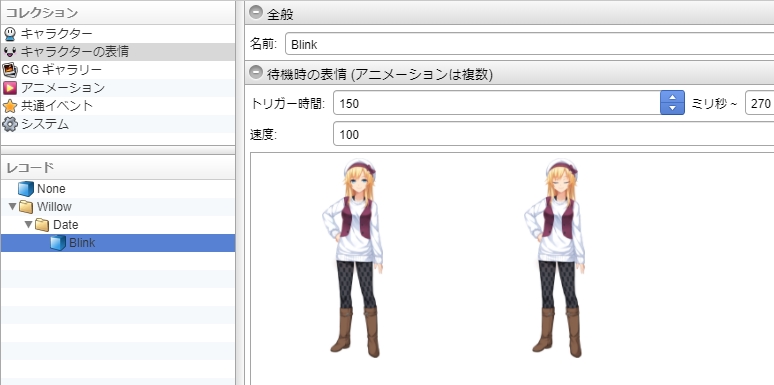 コレクション
キャラクター
キャラクターの表情
CG ギャラリー
アニメーション
共通イベント
システム
レコード
None
Willow
Date
Blink
全般
名前: Blink
待機時の表情 (アニメーションは複数)
トリガー時間: 150 ミリ秒 ~ 270
速度: 100